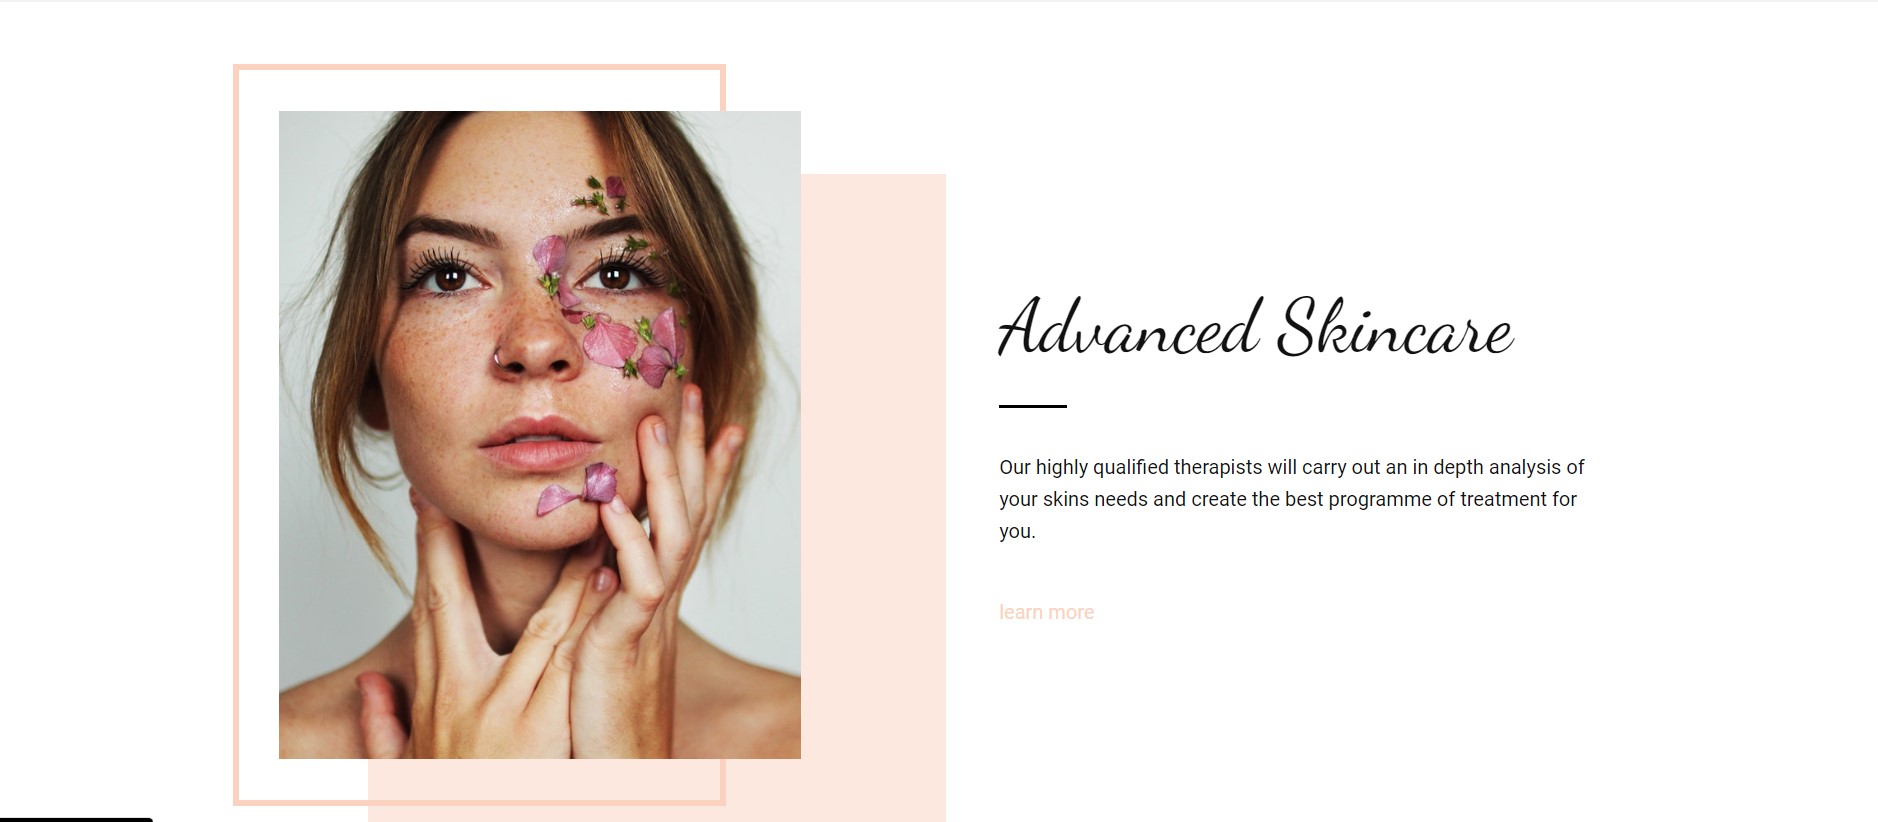 Advanced Skincare
Our highly qualified therapists will carry out an in depth analysis of
your skins needs and create the best programme of treatment for
you.
learn more